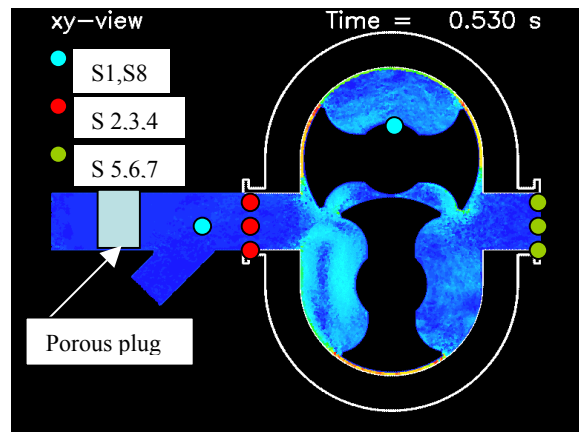 xy-view
Time = 0.530 s
S1,S8
S 2,3,4
S 5,6,7
Porous plug